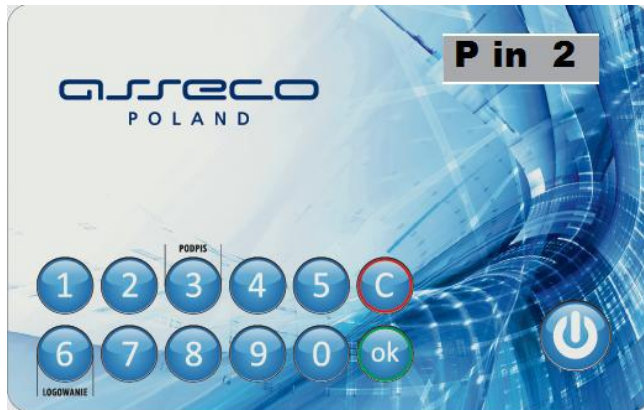 P in 2
asseco
POLAND
PODPIS
1 2 3 4 5 C
6 7 8 9 0 ok
LOGOWANIE